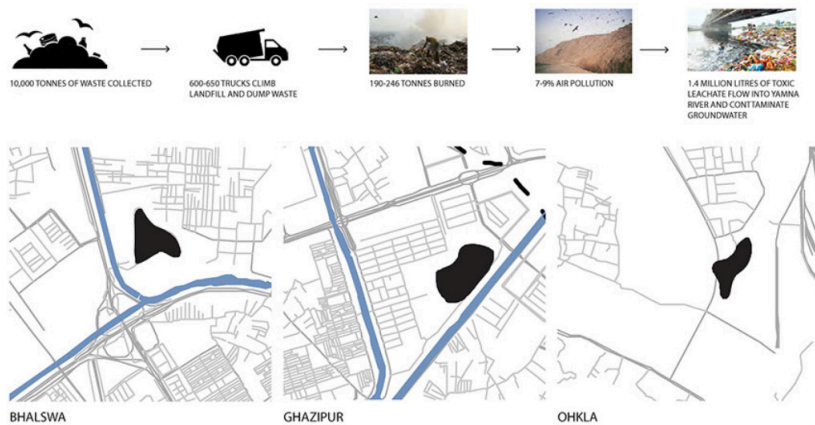 10,000 TONNES OF WASTE COLLECTED
600-650 TRUCKS CLIMB
LANDFILL AND DUMP WASTE
190-246 TONNES BURNED
7-9% AIR POLLUTION
1.4 MILLION LITRES OF TOXIC
LEACHATE FLOW INTO YAMNA
RIVER AND CONTTAMINATE
GROUNDWATER
BHALSWA
GHAZIPUR
OHKLA